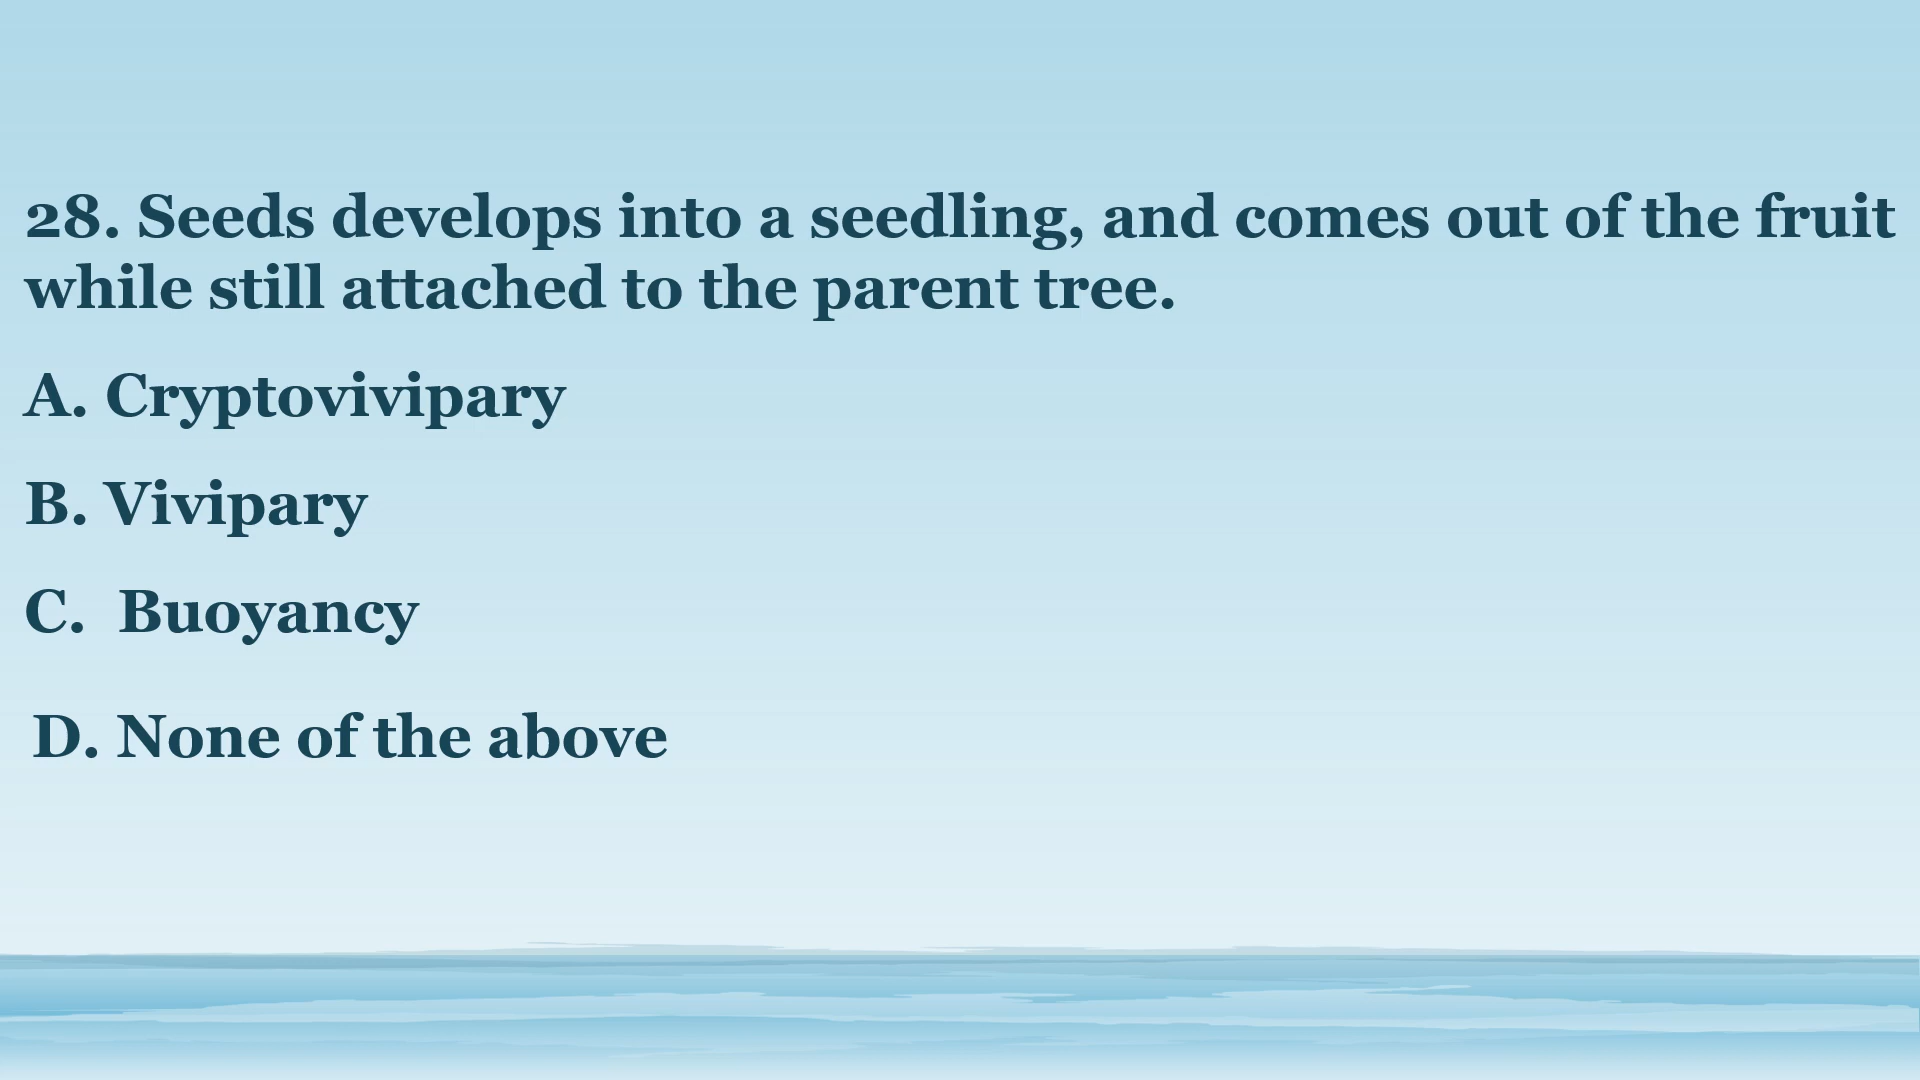 28. Seeds develops into a seedling, and comes out of the fruit
while still attached to the parent tree.
A. Cryptovivipary
B. Vivipary
C.  Buoyancy
D. None of the above